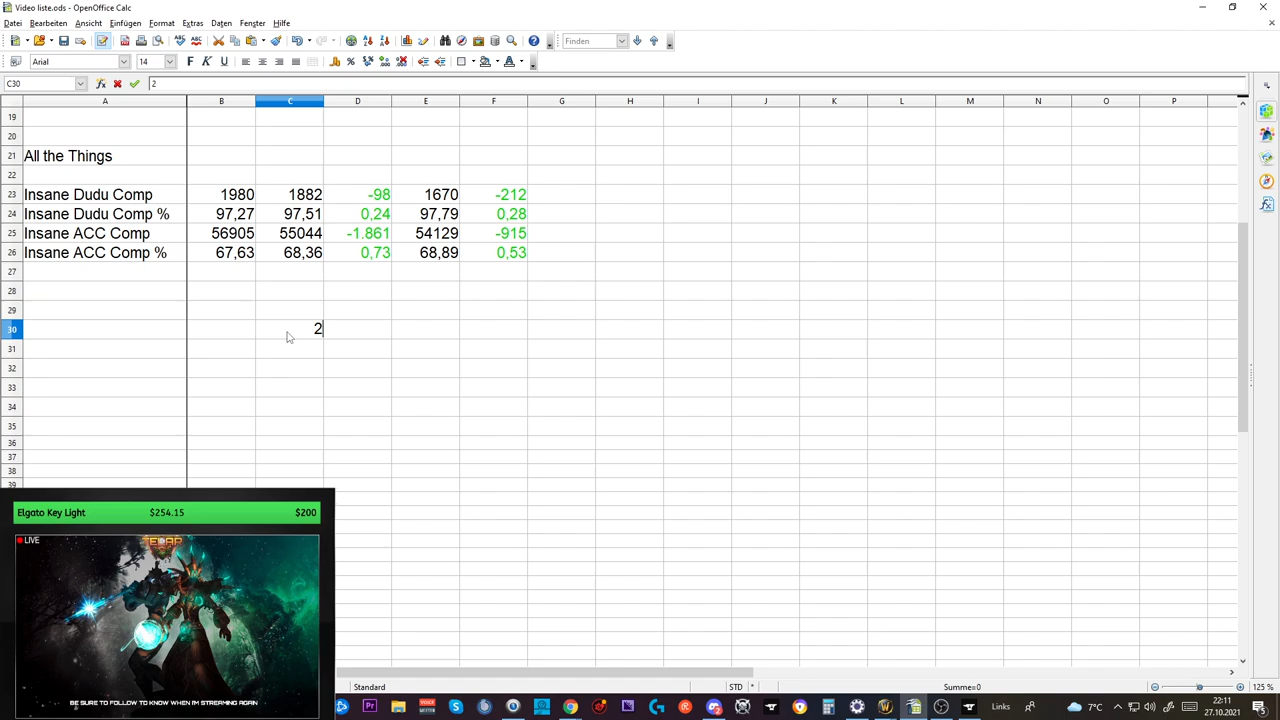 Video liste.ods - OpenOffice Calc
Datei Bearbeiten Ansicht Einfügen Format Extras Daten Fenster Hilfe
Finden
Arial 14 F K U
C30 2
A B C D E F G H I J K L M N O P
19
20
21 All the Things
22
23 Insane Dudu Comp 1980 1882 -98 1670 -212
24 Insane Dudu Comp % 97,27 97,51 0,24 97,79 0,28
25 Insane ACC Comp 56905 55044 -1.861 54129 -915
26 Insane ACC Comp % 67,63 68,36 0,73 68,89 0,53
27
28
29
30 2
31
32
33
34
35
36
37
38
39
Elgato Key Light $254.15 $200
LIVE
BE SURE TO FOLLOW TO KNOW WHEN I'M STREAMING AGAIN
Standard STD * Summe=0 125 %
7°C Links 22:11
27.10.2021